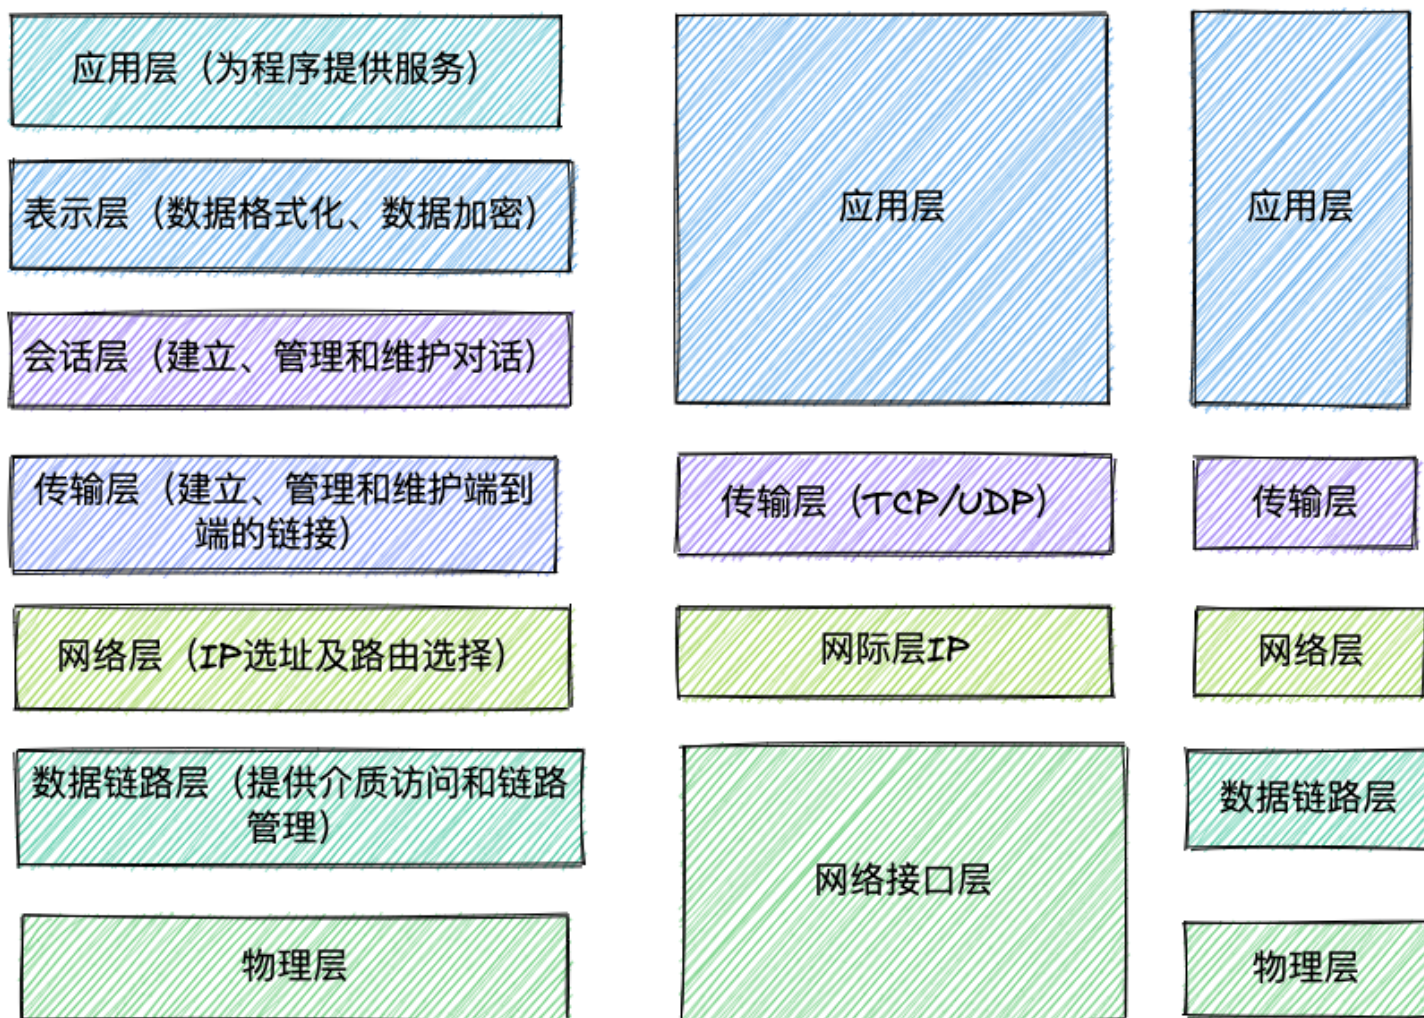 应用层（为程序提供服务）
表示层（数据格式化、数据加密）
会话层（建立、管理和维护对话）
传输层（建立、管理和维护端到
端的链接）
网络层（IP选址及路由选择）
数据链路层（提供介质访问和链路
管理）
物理层
应用层
传输层（TCP/UDP）
网际层IP
网络接口层
应用层
传输层
网络层
数据链路层
物理层